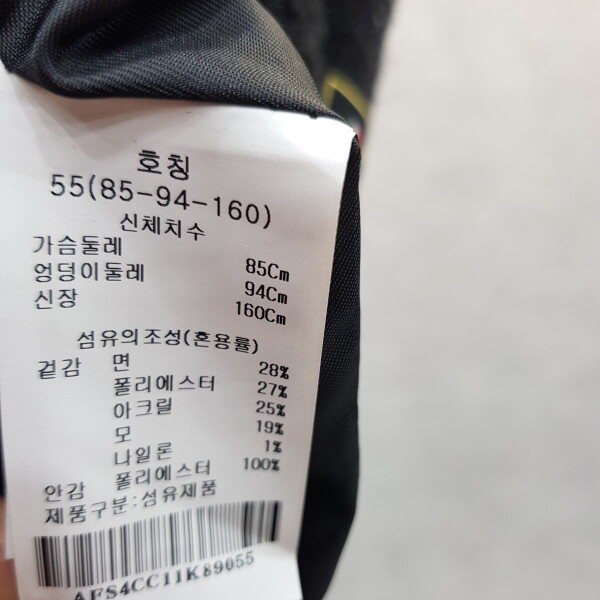 호칭
55(85-94-160)
신체치수
가슴둘레 85Cm
엉덩이둘레 94Cm
신장 160Cm
섬유의조성(혼용률)
겉감 면 28%
폴리에스터 27%
아크릴 25%
모 19%
나일론 1%
안감 폴리에스터 100%
제품구분:섬유제품
AFS4CC11K89055